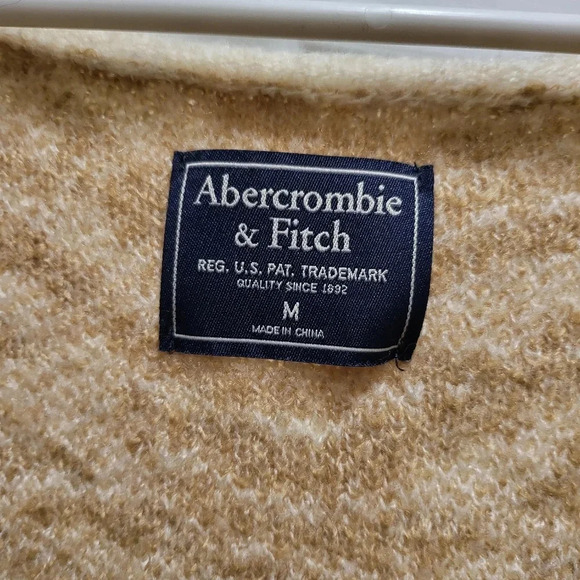 Abercrombie
& Fitch
REG. U.S. PAT. TRADEMARK
QUALITY SINCE 1892
M
MADE IN CHINA